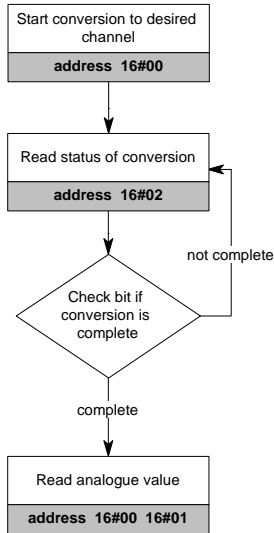 Start conversion to desired
channel
address 16#00
Read status of conversion
address 16#02
not complete
Check bit if
conversion is
complete
complete
Read analogue value
address 16#00 16#01